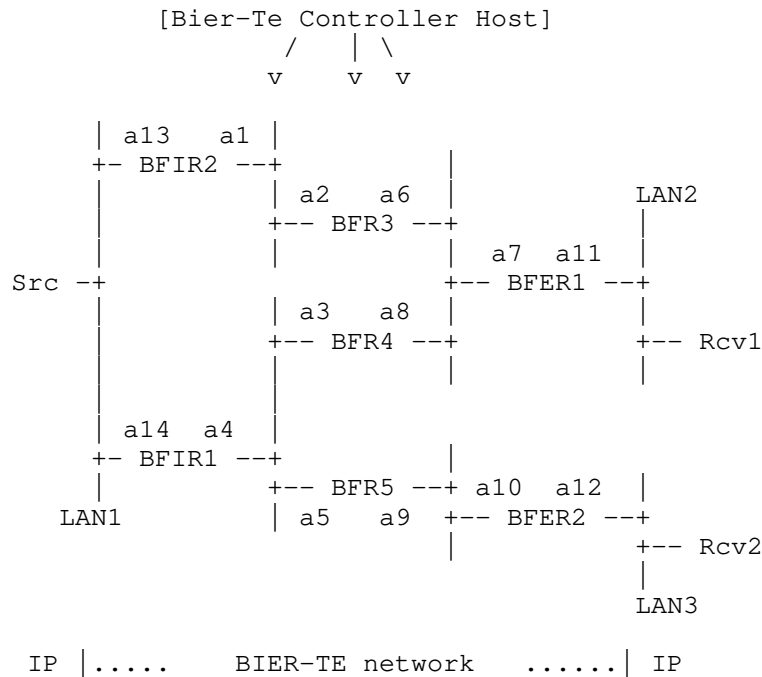 [Bier-Te Controller Host]
/ | \
v v v
| a13 a1 |
+- BFIR2 --+ |
| | a2 a6 | LAN2
| +-- BFR3 --+ |
| | | a7 a11 |
Src -+ +-- BFER1 --+
| | a3 a8 | |
| +-- BFR4 --+ +-- Rcv1
| | | |
| |
| a14 a4 |
+- BFIR1 --+ |
| +-- BFR5 --+ a10 a12 |
LAN1 | a5 a9 +-- BFER2 --+
| +-- Rcv2
|
LAN3
IP |..... BIER-TE network ......| IP